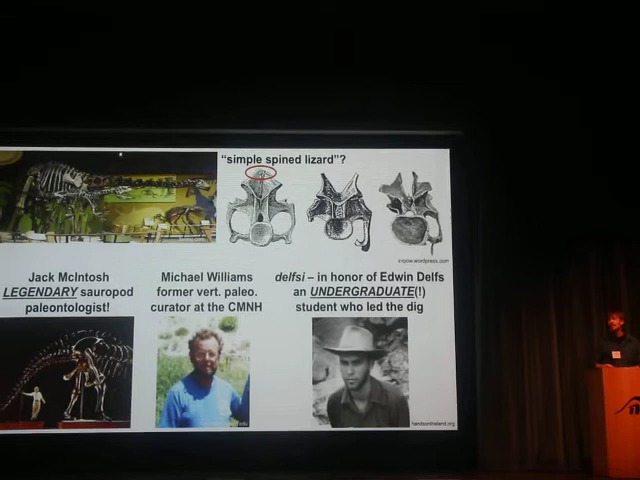 "simple spined lizard"?
svpow.wordpress.com
Jack McIntosh
LEGENDARY sauropod
paleontologist!
Michael Williams
former vert. paleo.
curator at the CMNH
delfsi – in honor of Edwin Delfs
an UNDERGRADUATE(!)
student who led the dig
handsontheland.org